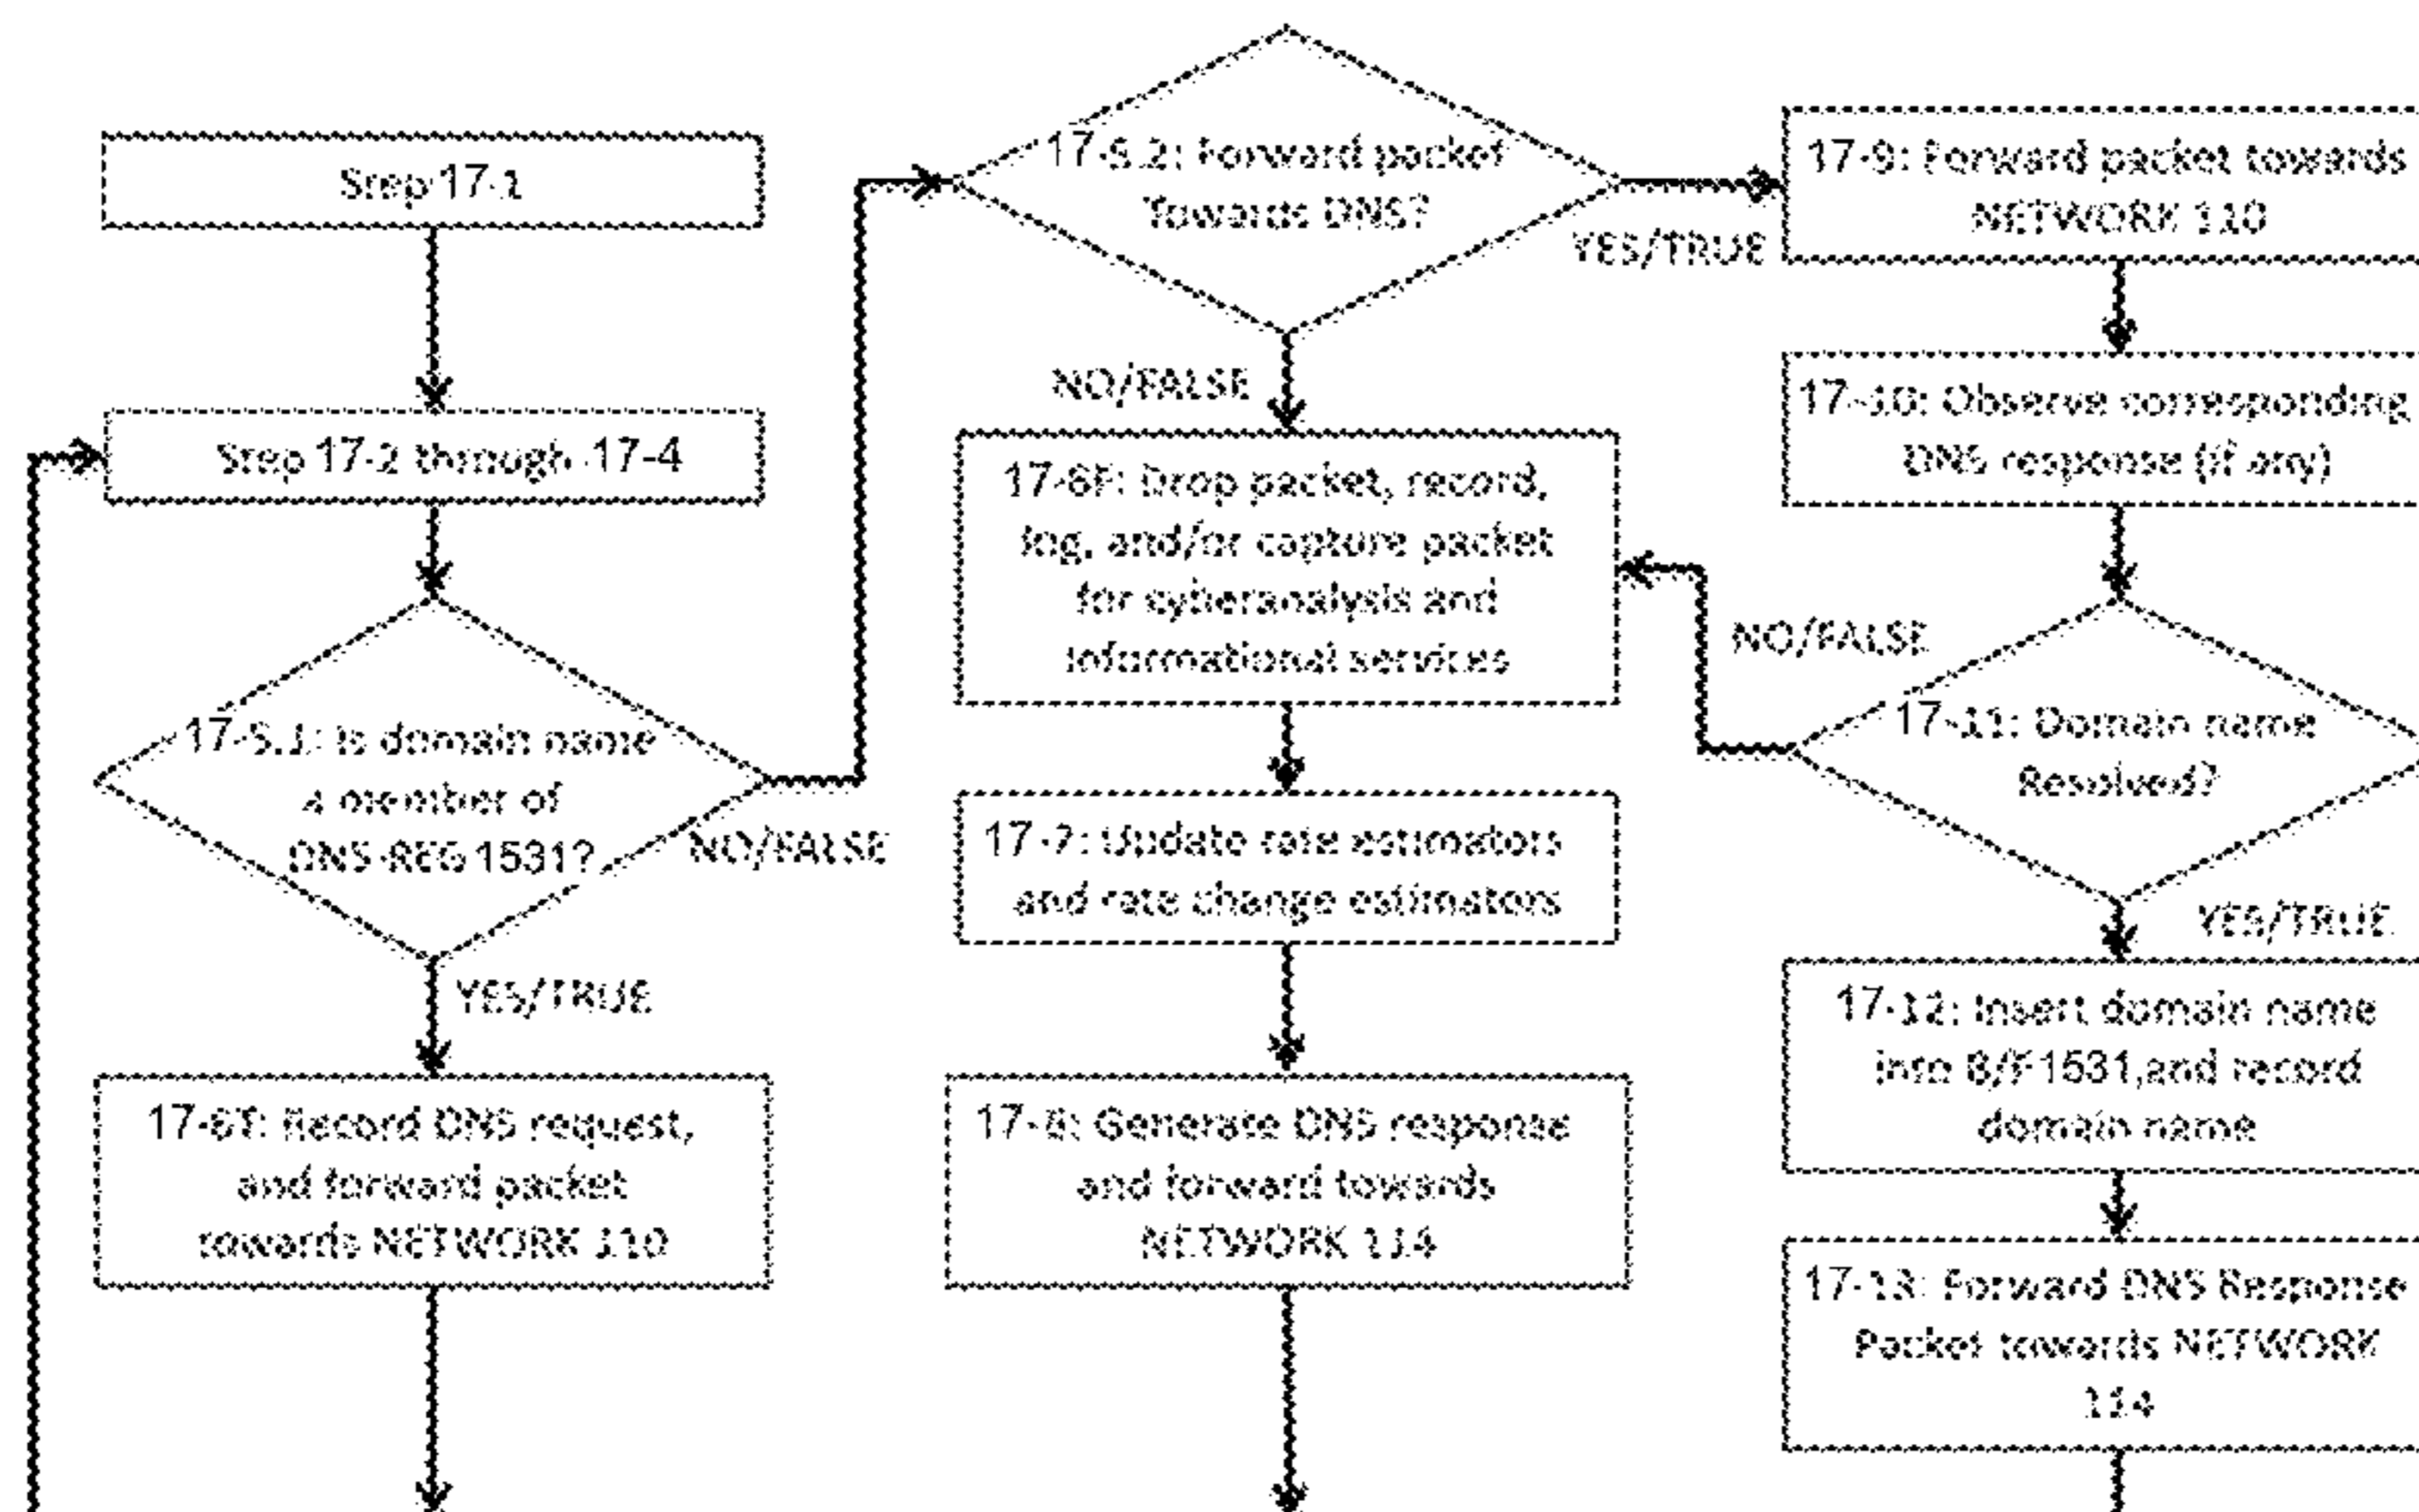 Step 17-1
Step 17-2 through 17-4
17-5.1: Is domain name
a member of
DNS-REG 1531?
NO/FALSE
YES/TRUE
17-6T: Record DNS request,
and forward packet
towards NETWORK 110
17-5.2: Forward packet
Towards DNS?
YES/TRUE
NO/FALSE
17-6F: Drop packet, record,
log, and/or capture packet
for cyberanalysis and
informational services
17-7: Update rate estimators
and rate change estimators
17-8: Generate DNS response
and forward towards
NETWORK 114
17-9: Forward packet towards
NETWORK 110
17-10: Observe corresponding
DNS response (if any)
NO/FALSE
17-11: Domain name
Resolved?
YES/TRUE
17-12: Insert domain name
into B/F 1531,and record
domain name
17-13: Forward DNS Response
Packet towards NETWORK
114